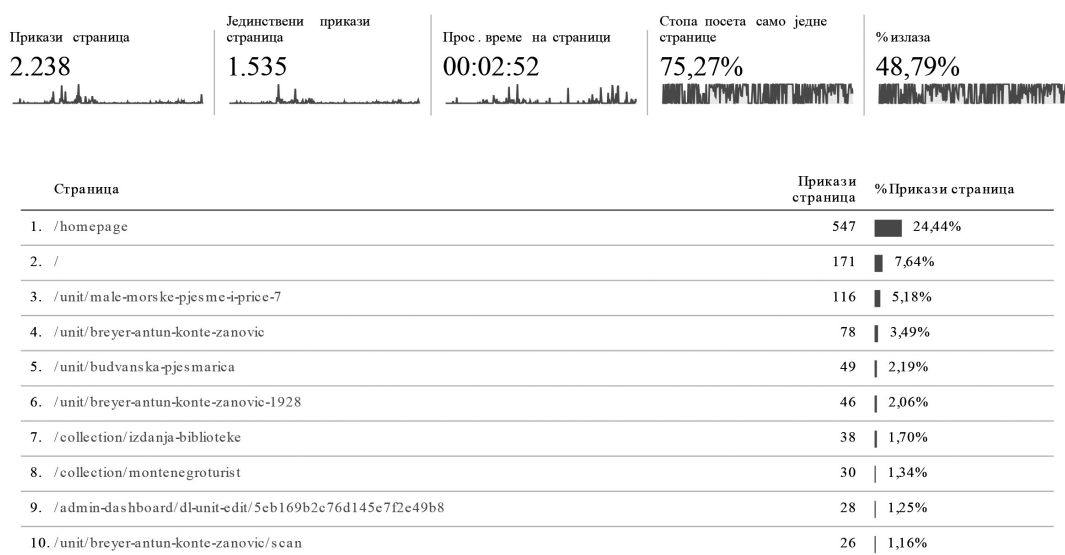 Прикази страница
2.238
Јединствени прикази
страница
1.535
Прос. време на страници
00:02:52
Стопа посета само једне
странице
75,27%
% излаза
48,79%
Страница Прикази страница % Прикази страница
1. /homepage 547 24,44%
2. / 171 7,64%
3. /unit/male-morske-pjesme-i-price-7 116 5,18%
4. /unit/breyer-antun-konte-zanovic 78 3,49%
5. /unit/budvanska-pjesmarica 49 2,19%
6. /unit/breyer-antun-konte-zanovic-1928 46 2,06%
7. /collection/izdanja-biblioteke 38 1,70%
8. /collection/montenegroturist 30 1,34%
9. /admin-dashboard/dl-unit-edit/5eb169b2c76d145e7f2e49b8 28 1,25%
10. /unit/breyer-antun-konte-zanovic/scan 26 1,16%